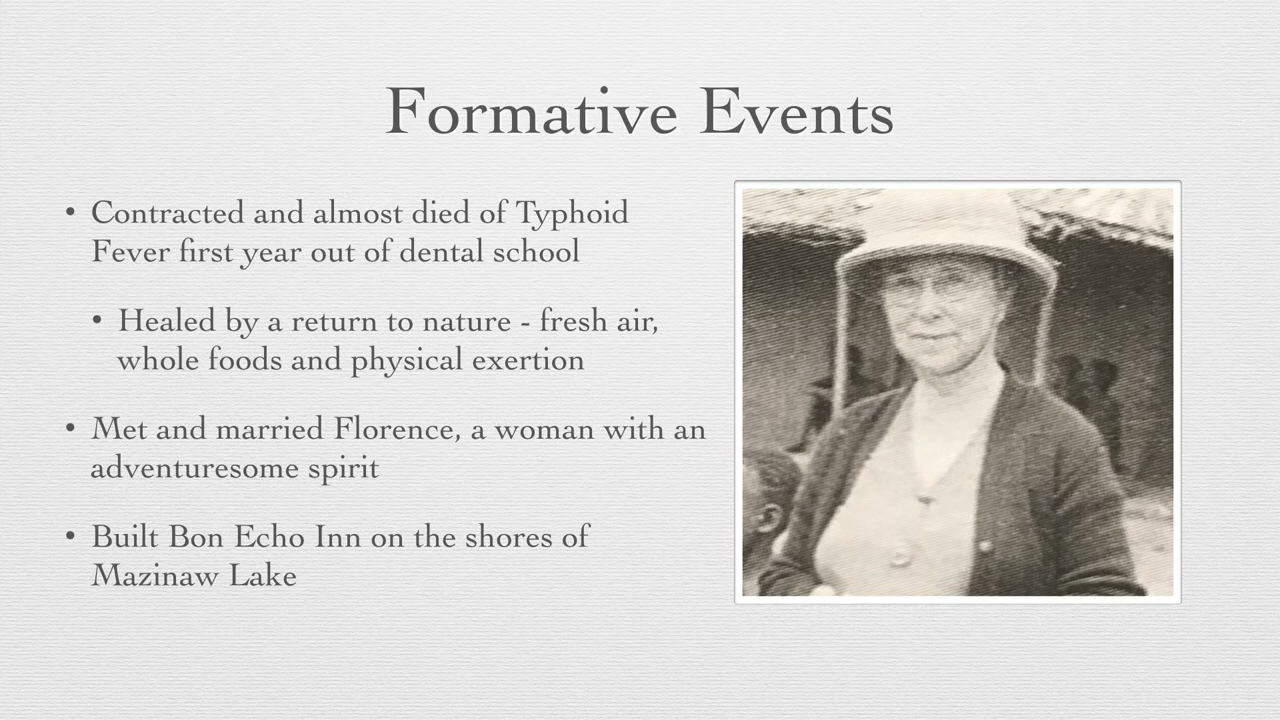 Formative Events
• Contracted and almost died of Typhoid
Fever first year out of dental school
• Healed by a return to nature - fresh air,
whole foods and physical exertion
• Met and married Florence, a woman with an
adventuresome spirit
• Built Bon Echo Inn on the shores of
Mazinaw Lake